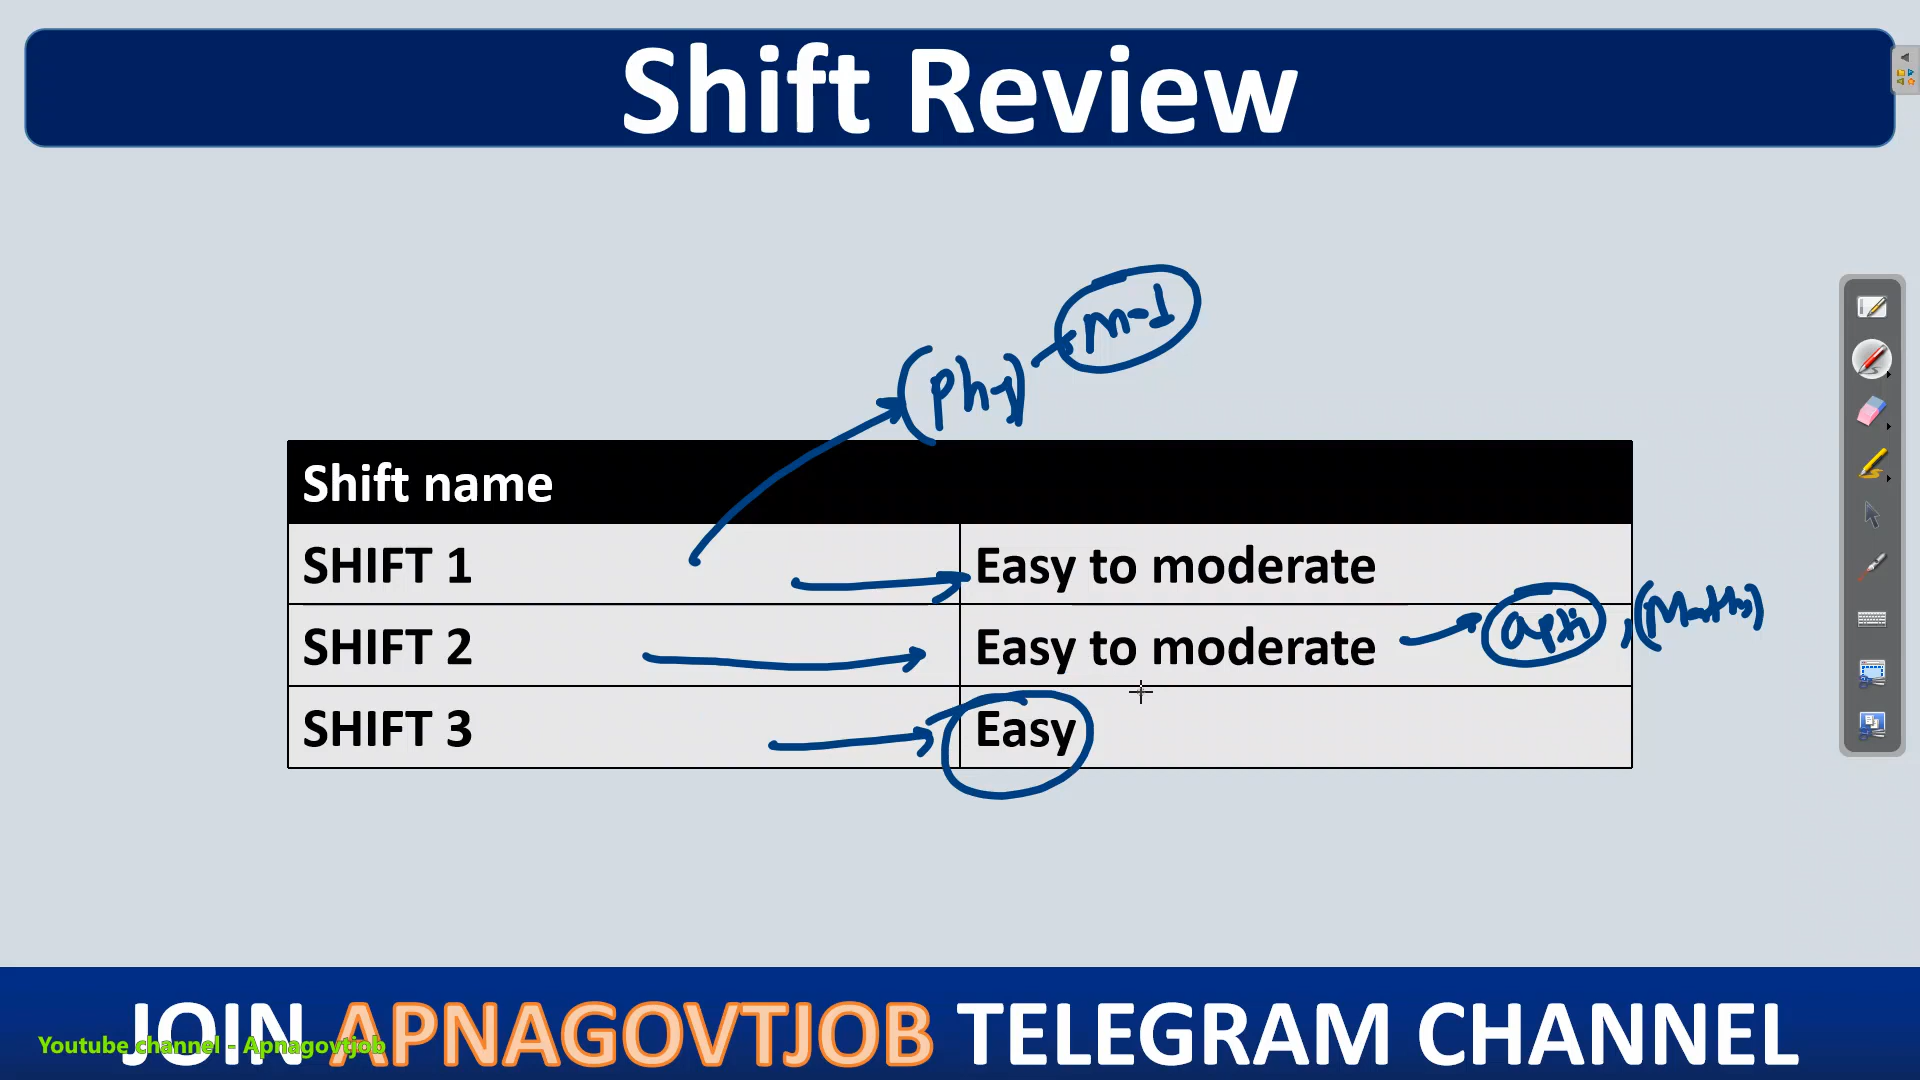 Shift Review
m-d
(phy)
Shift name
SHIFT 1 Easy to moderate
SHIFT 2 Easy to moderate apti, (Maths)
SHIFT 3 Easy
JOIN APNAGOVTJOB TELEGRAM CHANNEL
Youtube channel - Apnagovtjob